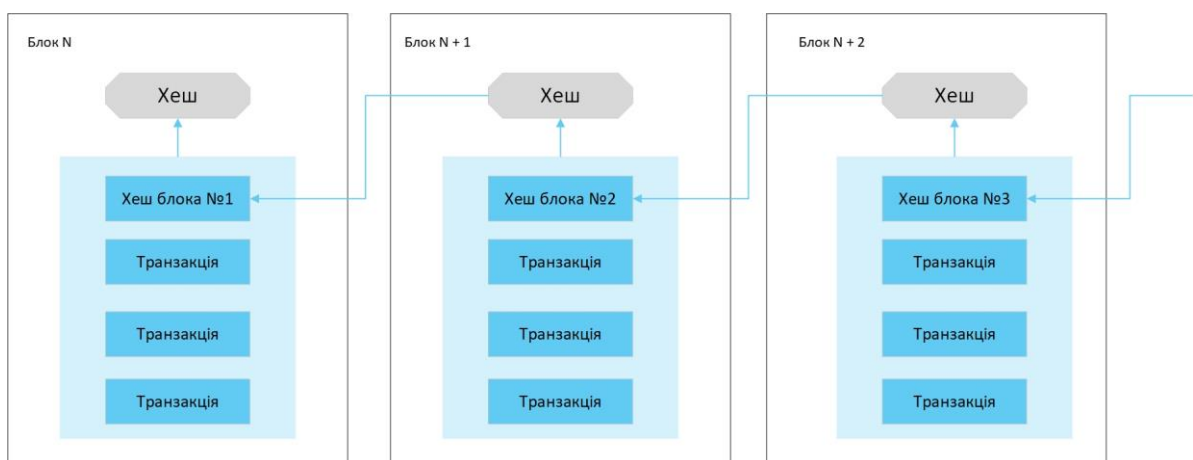 Блок N
Хеш
Хеш блока №1
Транзакція
Транзакція
Транзакція
Блок N + 1
Хеш
Хеш блока №2
Транзакція
Транзакція
Транзакція
Блок N + 2
Хеш
Хеш блока №3
Транзакція
Транзакція
Транзакція